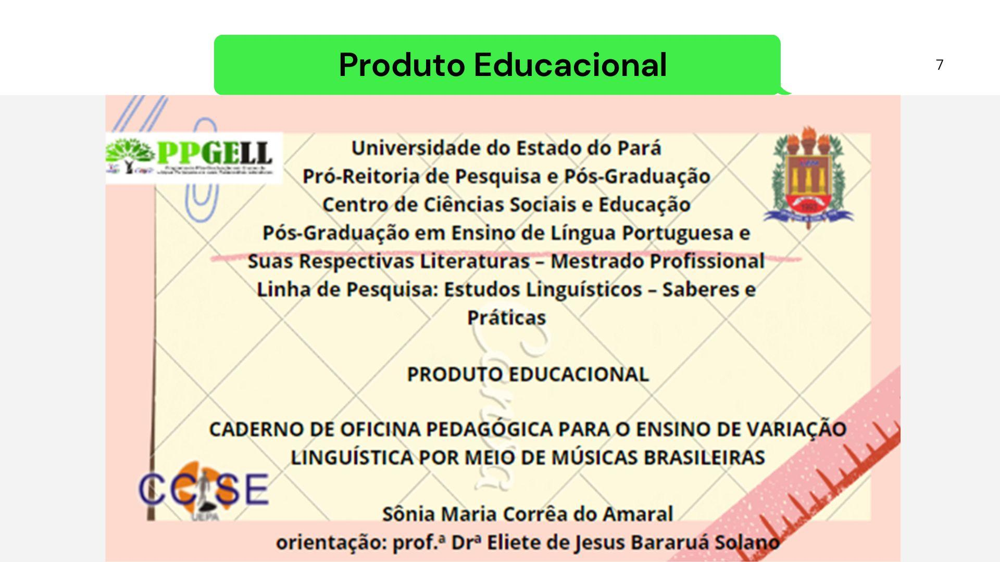 Produto Educacional
7
PPGELL
Universidade do Estado do Pará
Pró-Reitoria de Pesquisa e Pós-Graduação
Centro de Ciências Sociais e Educação
Pós-Graduação em Ensino de Língua Portuguesa e
Suas Respectivas Literaturas – Mestrado Profissional
Linha de Pesquisa: Estudos Linguísticos – Saberes e
Práticas
1993
Canva
PRODUTO EDUCACIONAL
CADERNO DE OFICINA PEDAGÓGICA PARA O ENSINO DE VARIAÇÃO
LINGUÍSTICA POR MEIO DE MÚSICAS BRASILEIRAS
CCSE
UEPA
Sônia Maria Corrêa do Amaral
orientação: prof.ª Drª Eliete de Jesus Bararuá Solano